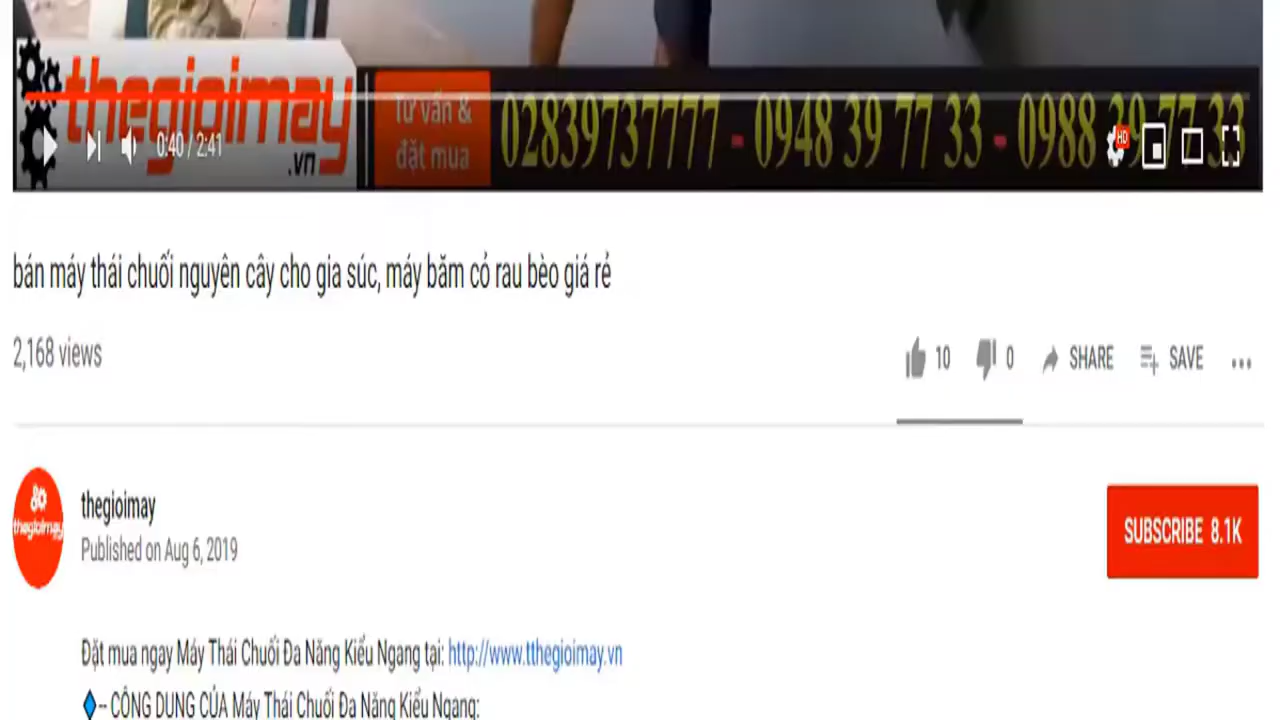 thegioimay
.vn
Tư vấn &
đặt mua
02839737777 - 0948 39 77 33 - 0988 39 77 33
HD
0:40 / 2:41
bán máy thái chuối nguyên cây cho gia súc, máy băm cỏ rau bèo giá rẻ
2,168 views
10 0 SHARE SAVE
thegioimay
thegioimay
Published on Aug 6, 2019
SUBSCRIBE 8.1K
Đặt mua ngay Máy Thái Chuối Đa Năng Kiểu Ngang tại: http://www.tthegioimay.vn
-- CÔNG DỤNG CỦA Máy Thái Chuối Đa Năng Kiểu Ngang: